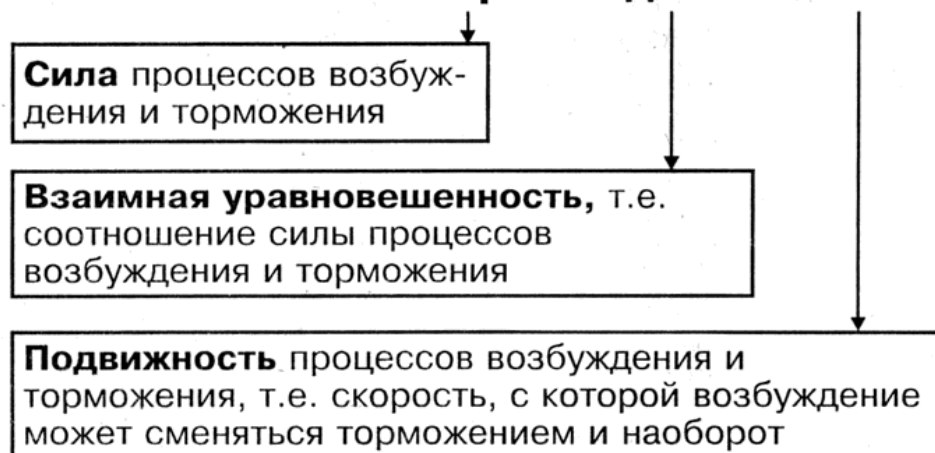 Сила процессов возбуж-
дения и торможения
Взаимная уравновешенность, т.е.
соотношение силы процессов
возбуждения и торможения
Подвижность процессов возбуждения и
торможения, т.е. скорость, с которой возбуждение
может сменяться торможением и наоборот